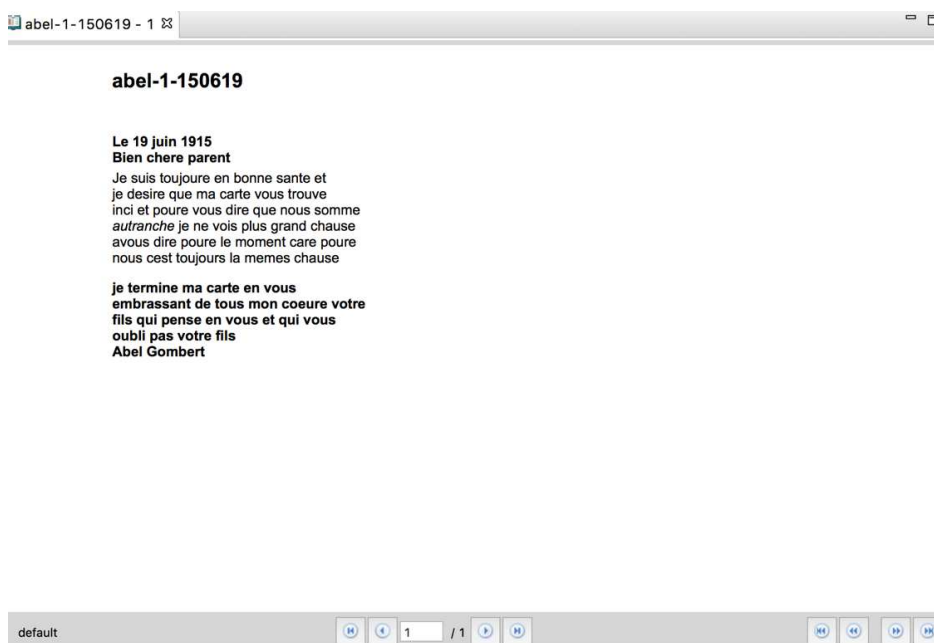 abel-1-150619 - 1
abel-1-150619
Le 19 juin 1915
Bien chere parent
Je suis toujoure en bonne sante et
je desire que ma carte vous trouve
inci et poure vous dire que nous somme
autranche je ne vois plus grand chause
avous dire poure le moment care poure
nous cest toujours la memes chause
je termine ma carte en vous
embrassant de tous mon coeure votre
fils qui pense en vous et qui vous
oubli pas votre fils
Abel Gombert
default 1 / 1